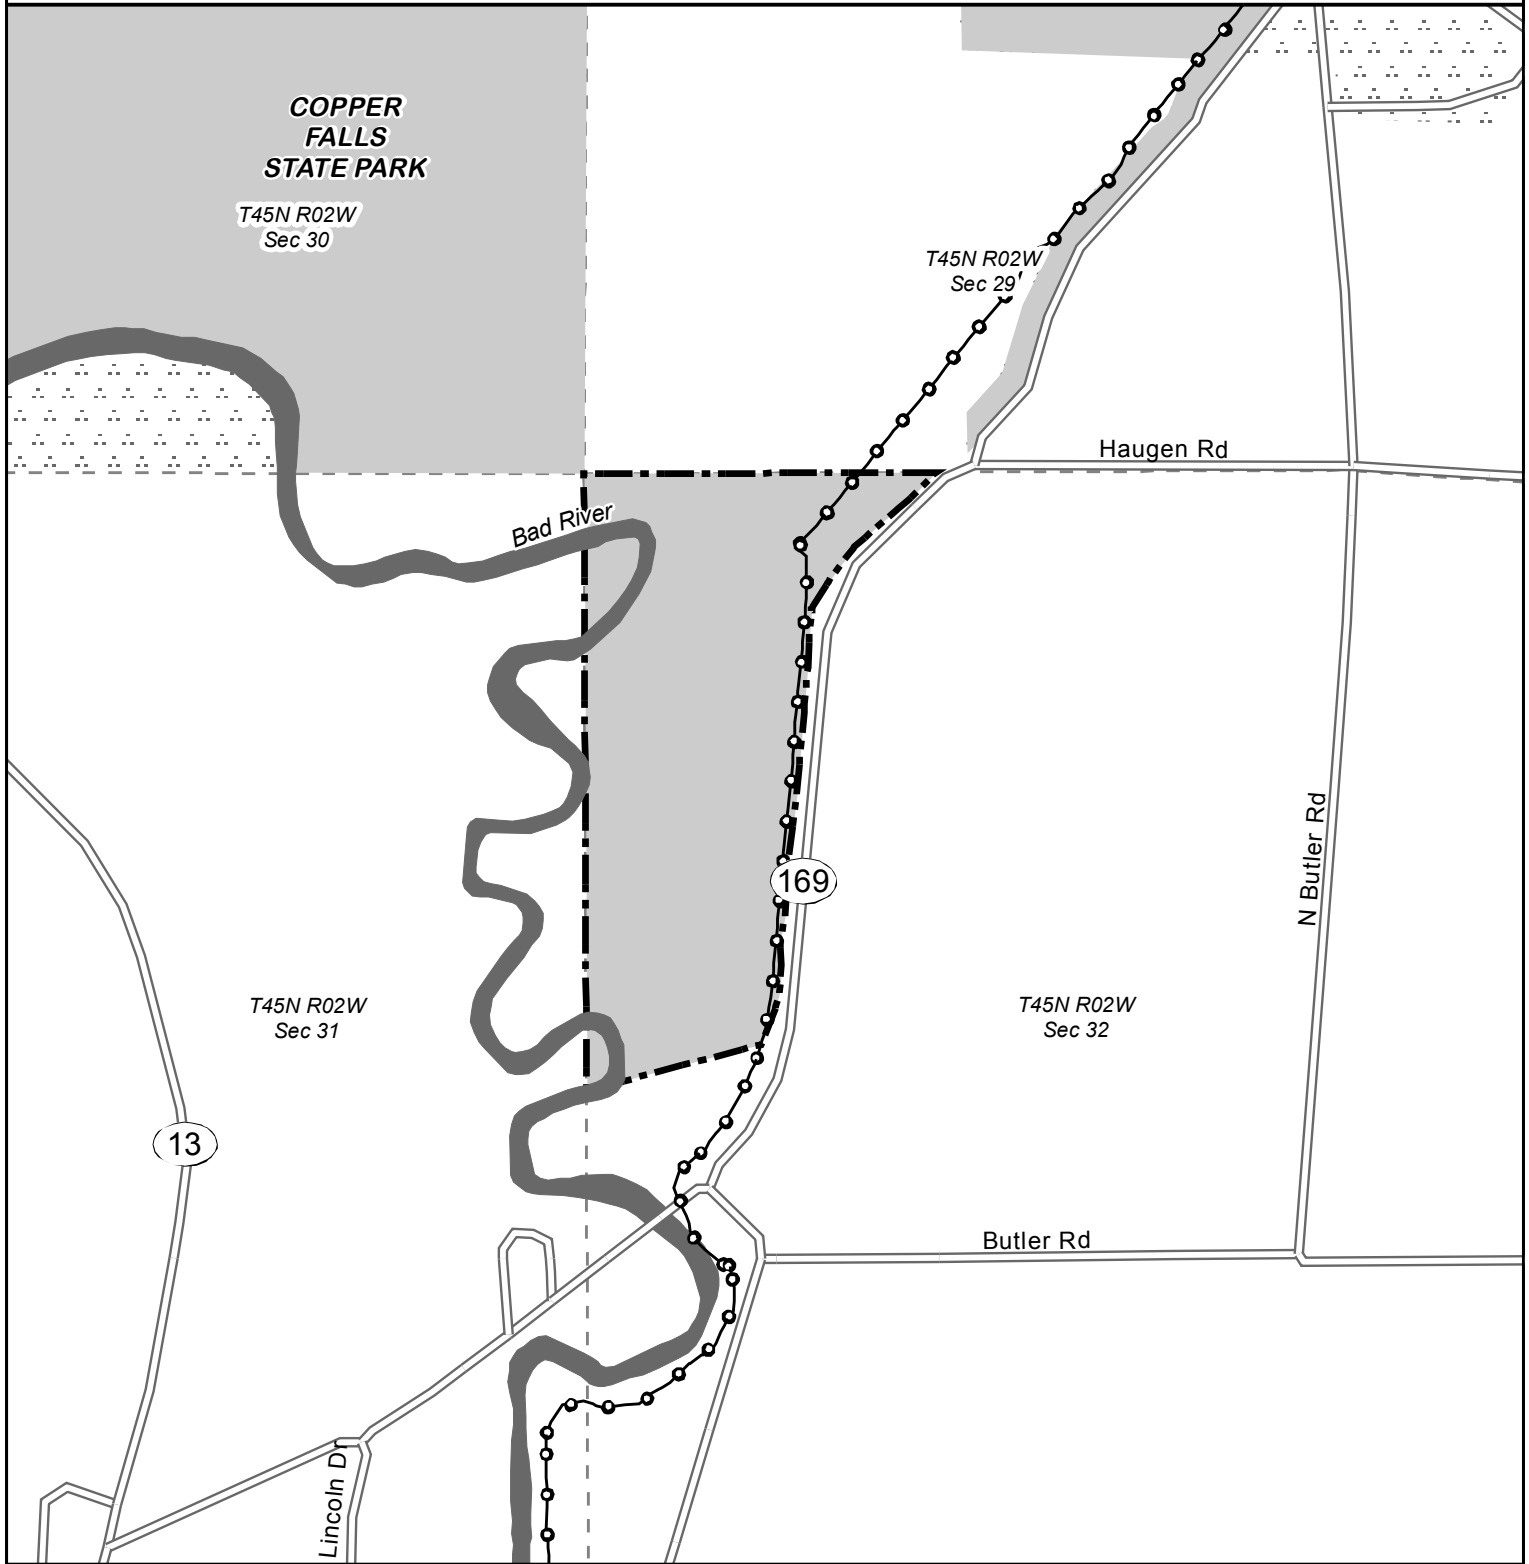 COPPER
FALLS
STATE PARK
T45N R02W
Sec 30
T45N R02W
Sec 29
Haugen Rd
Bad River
N Butler Rd
169
T45N R02W
Sec 31
T45N R02W
Sec 32
13
Butler Rd
Lincoln Dr